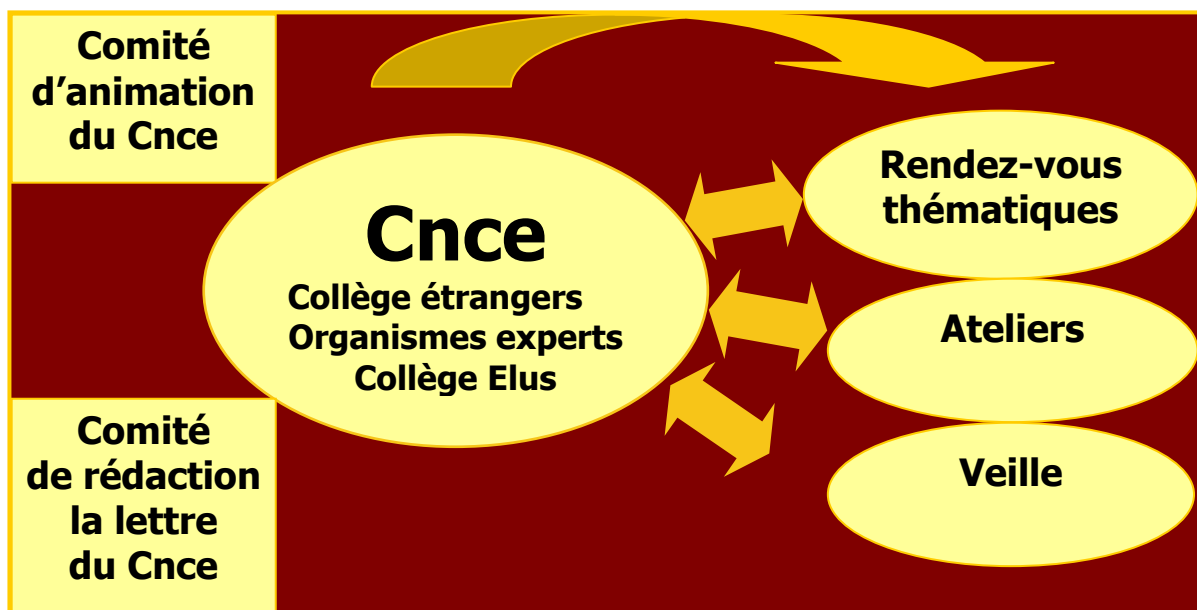 Comité
d’animation
du Cnce
Cnce
Collège étrangers
Organismes experts
Collège Elus
Comité
de rédaction
la lettre
du Cnce
Rendez-vous
thématiques
Ateliers
Veille